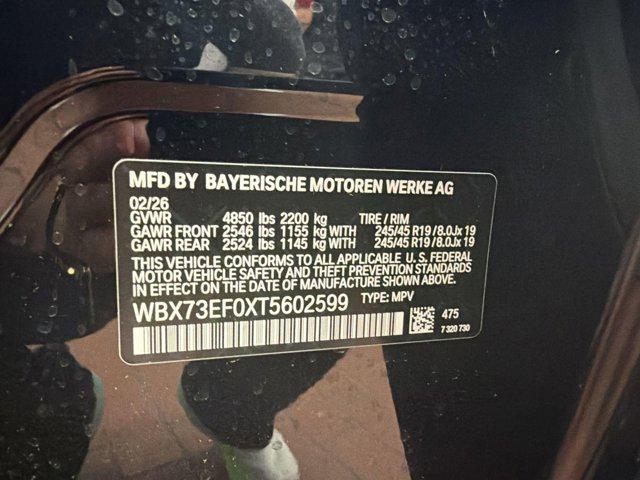 MFD BY BAYERISCHE MOTOREN WERKE AG
02/26
GVWR 4850 lbs 2200 kg TIRE / RIM
GAWR FRONT 2546 lbs 1155 kg WITH 245/45 R19 / 8.0Jx 19
GAWR REAR 2524 lbs 1145 kg WITH 245/45 R19 / 8.0Jx 19
THIS VEHICLE CONFORMS TO ALL APPLICABLE U. S. FEDERAL
MOTOR VEHICLE SAFETY AND THEFT PREVENTION STANDARDS
IN EFFECT ON THE DATE OF MANUFACTURE SHOWN ABOVE.
WBX73EF0XT5602599 TYPE: MPV
475
7 320 730